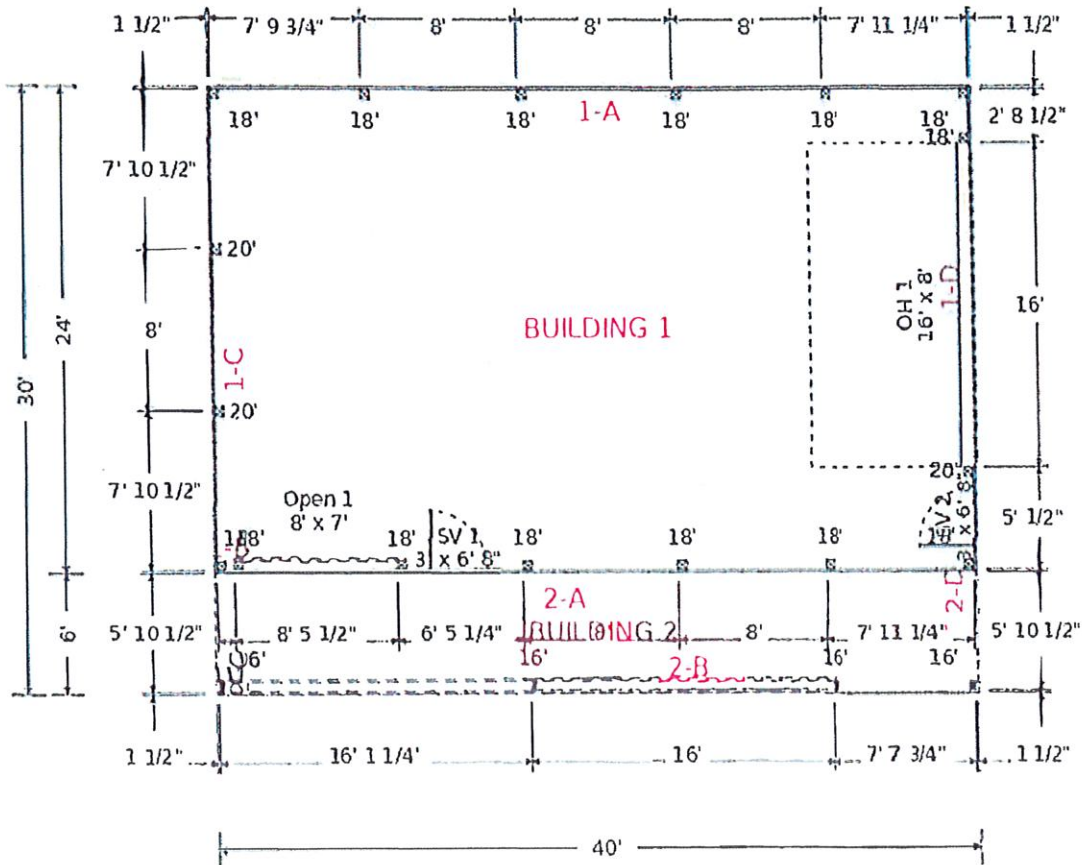 1 1/2" 7' 9 3/4" 8' 8' 8' 7' 11 1/4" 1 1/2"
18' 18' 18' 1-A 18' 18' 18'
2' 8 1/2"
18'
7' 10 1/2"
20'
30'
24'
8'
1-C
BUILDING 1
OH 1
16' x 8'
1-D
16'
20'
7' 10 1/2"
Open 1
8' x 7'
20'
5' 1/2"
18' 18' SV 1 18' 18' 18' 18'
3 x 6' 8"
SV 2
x 6' 8"
2-A
2-D
6'
5' 10 1/2" 8' 5 1/2" 6' 5 1/4" BUILDING 2 8' 7' 11 1/4" 5' 10 1/2"
6' 16' 2-B 16' 16'
1 1/2" 16' 1 1/4' 16' 7' 7 3/4" 1 1/2"
40'